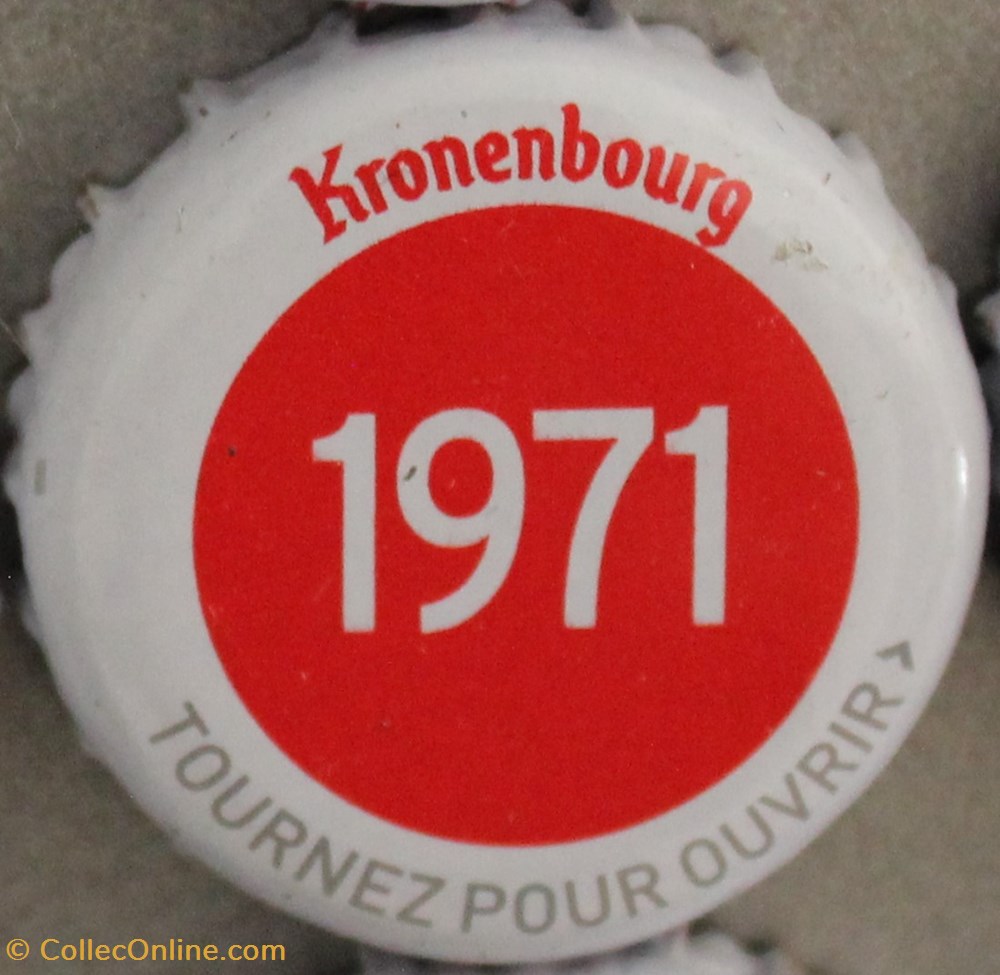 Kronenbourg
1971
TOURNEZ POUR OUVRIR >
© CollecOnline.com